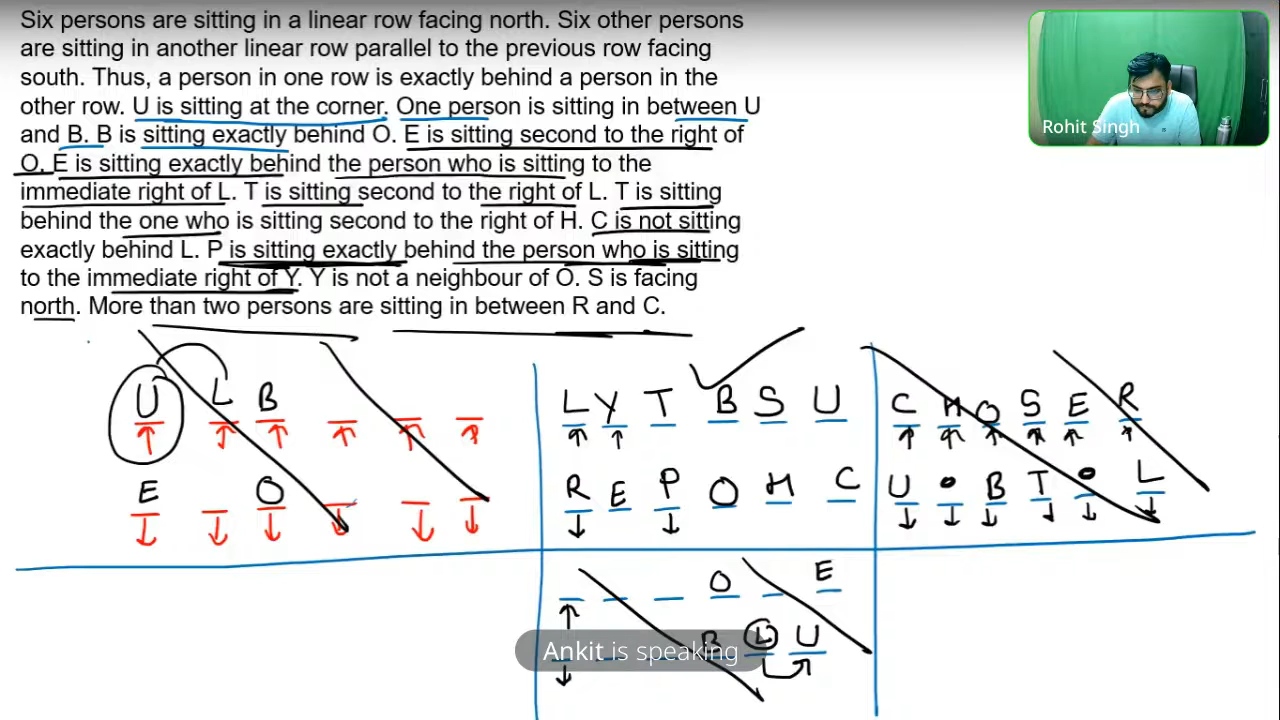 Six persons are sitting in a linear row facing north. Six other persons
are sitting in another linear row parallel to the previous row facing
south. Thus, a person in one row is exactly behind a person in the
other row. U is sitting at the corner. One person is sitting in between U
and B. B is sitting exactly behind O. E is sitting second to the right of
O. E is sitting exactly behind the person who is sitting to the
immediate right of L. T is sitting second to the right of L. T is sitting
behind the one who is sitting second to the right of H. C is not sitting
exactly behind L. P is sitting exactly behind the person who is sitting
to the immediate right of Y. Y is not a neighbour of O. S is facing
north. More than two persons are sitting in between R and C.
Rohit Singh
U L B
E O
L Y T B S U
R E P O H C
C H O S E R
U B T L
O E
B L U
Ankit is speaking